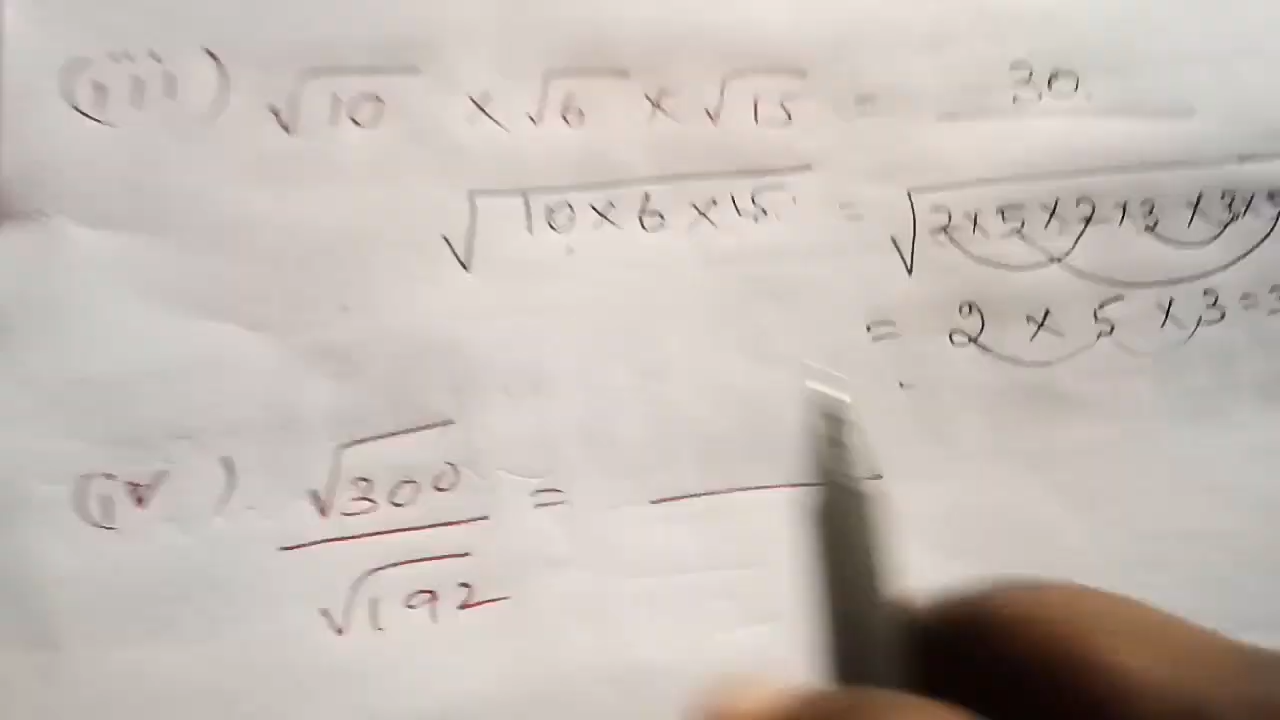 (iii) √10 × √6 × √15 = 30
√10×6×15 = √2×5×2×3×3×5
= 2 × 5 × 3 = 3
(iv). √300 / √192 =